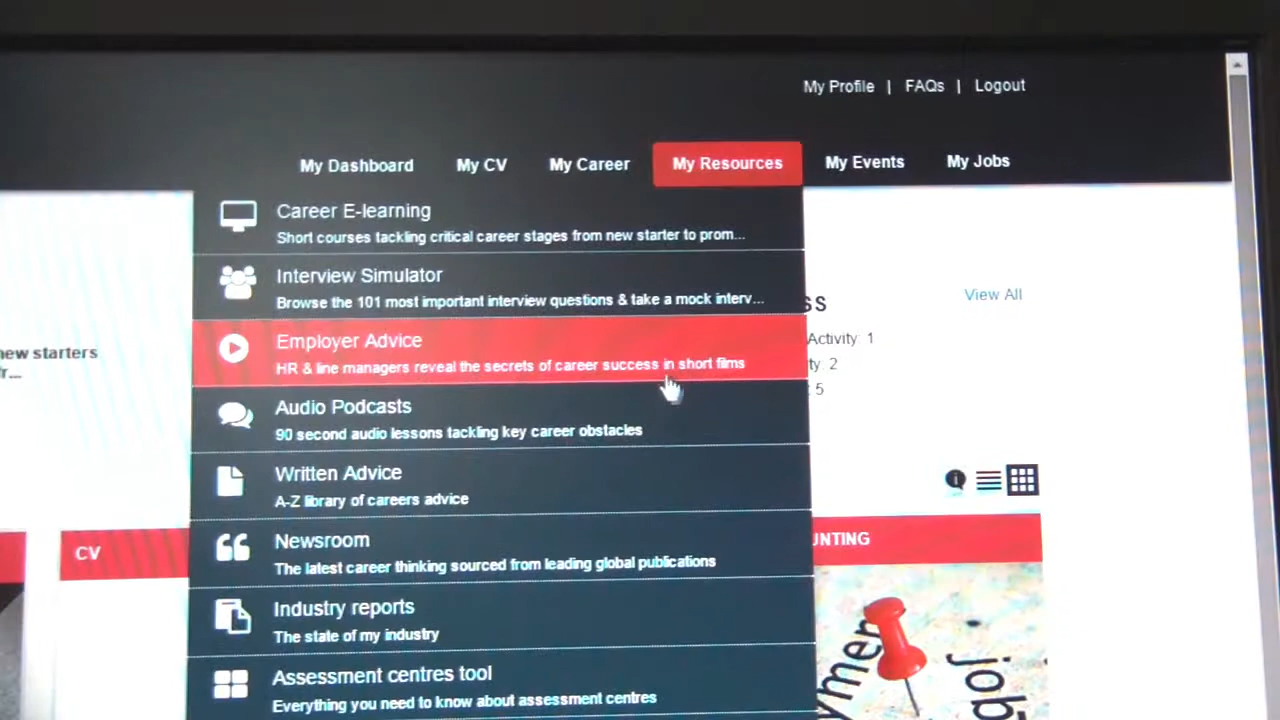 My Profile | FAQs | Logout
My Dashboard My CV My Career My Resources My Events My Jobs
Career E-learning
Short courses tackling critical career stages from new starter to prom...
Interview Simulator
Browse the 101 most important interview questions & take a mock interv...
View All
Employer Advice
HR & line managers reveal the secrets of career success in short films
new starters
Activity: 1
ty: 2
5
Audio Podcasts
90 second audio lessons tackling key career obstacles
Written Advice
A-Z library of careers advice
Newsroom
The latest career thinking sourced from leading global publications
CV
UNTING
Industry reports
The state of my industry
Assessment centres tool
Everything you need to know about assessment centres